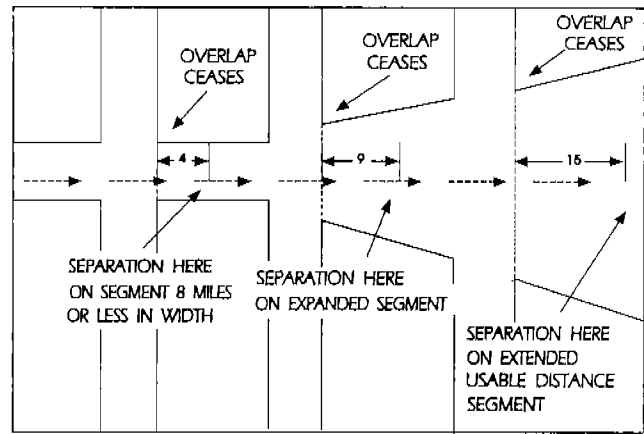 OVERLAP
CEASES
OVERLAP
CEASES
OVERLAP
CEASES
4
9
15
SEPARATION HERE
ON SEGMENT 8 MILES
OR LESS IN WIDTH
SEPARATION HERE
ON EXPANDED SEGMENT
SEPARATION HERE
ON EXTENDED
USABLE DISTANCE
SEGMENT